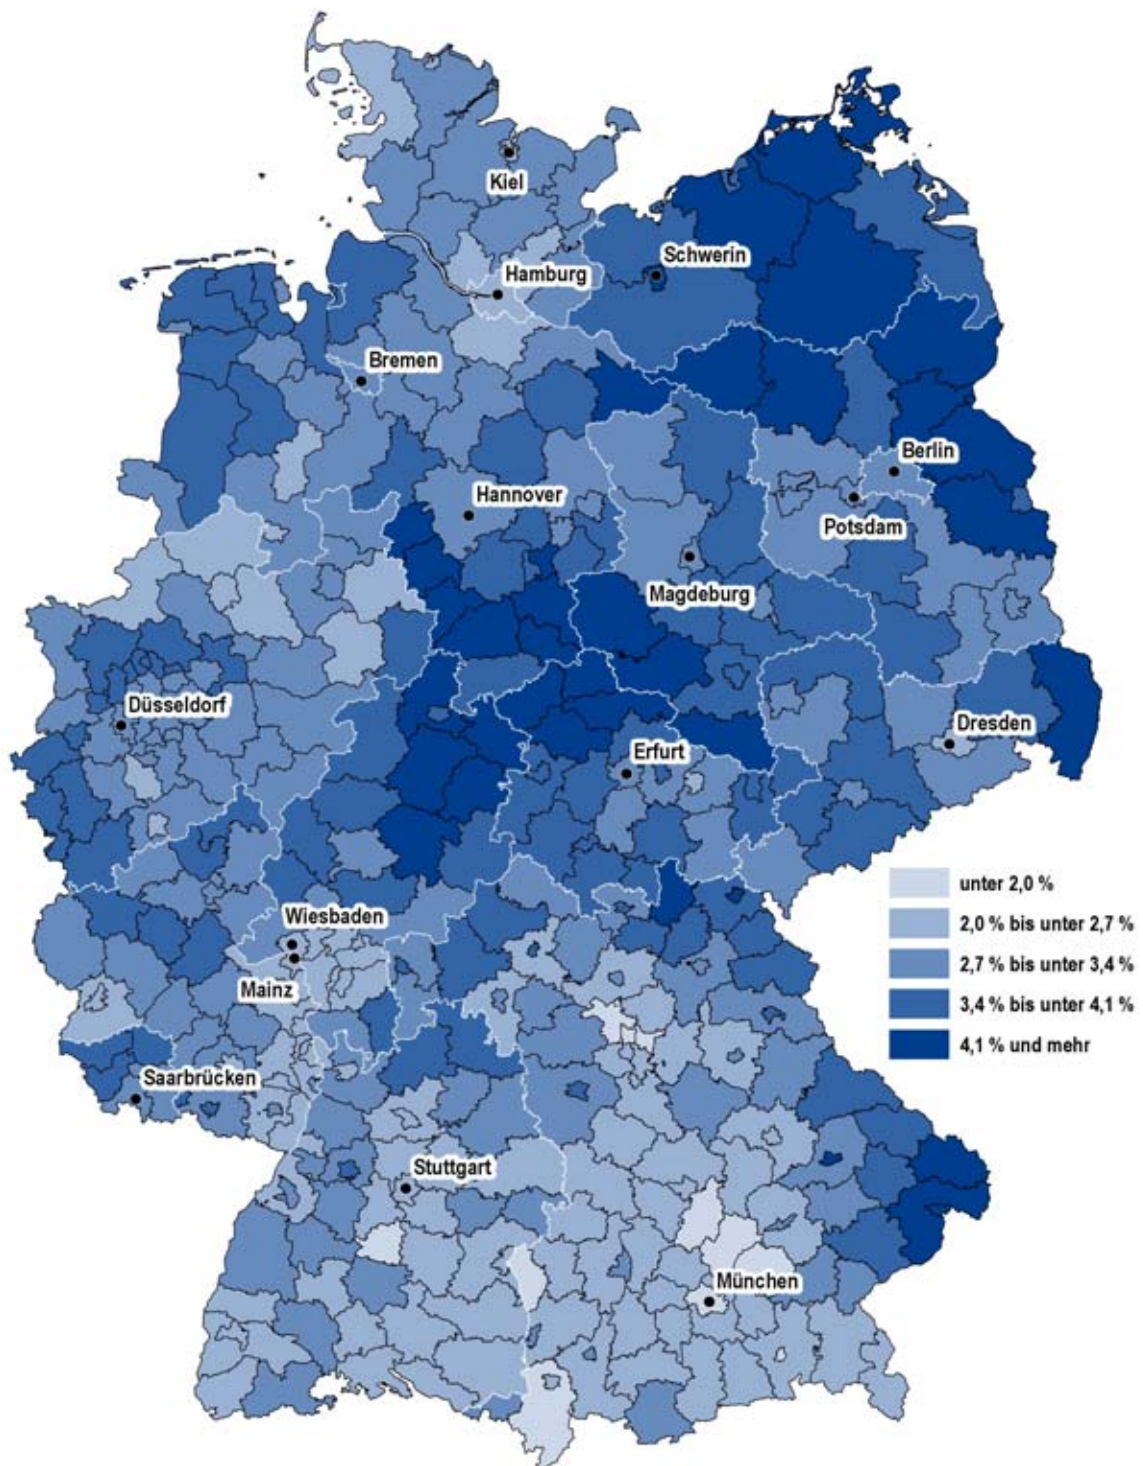 Kiel
Schwerin
Hamburg
Bremen
Berlin
Hannover
Potsdam
Magdeburg
Düsseldorf
Dresden
Erfurt
unter 2,0 %
Wiesbaden
2,0 % bis unter 2,7 %
2,7 % bis unter 3,4 %
Mainz
3,4 % bis unter 4,1 %
4,1 % und mehr
Saarbrücken
Stuttgart
München